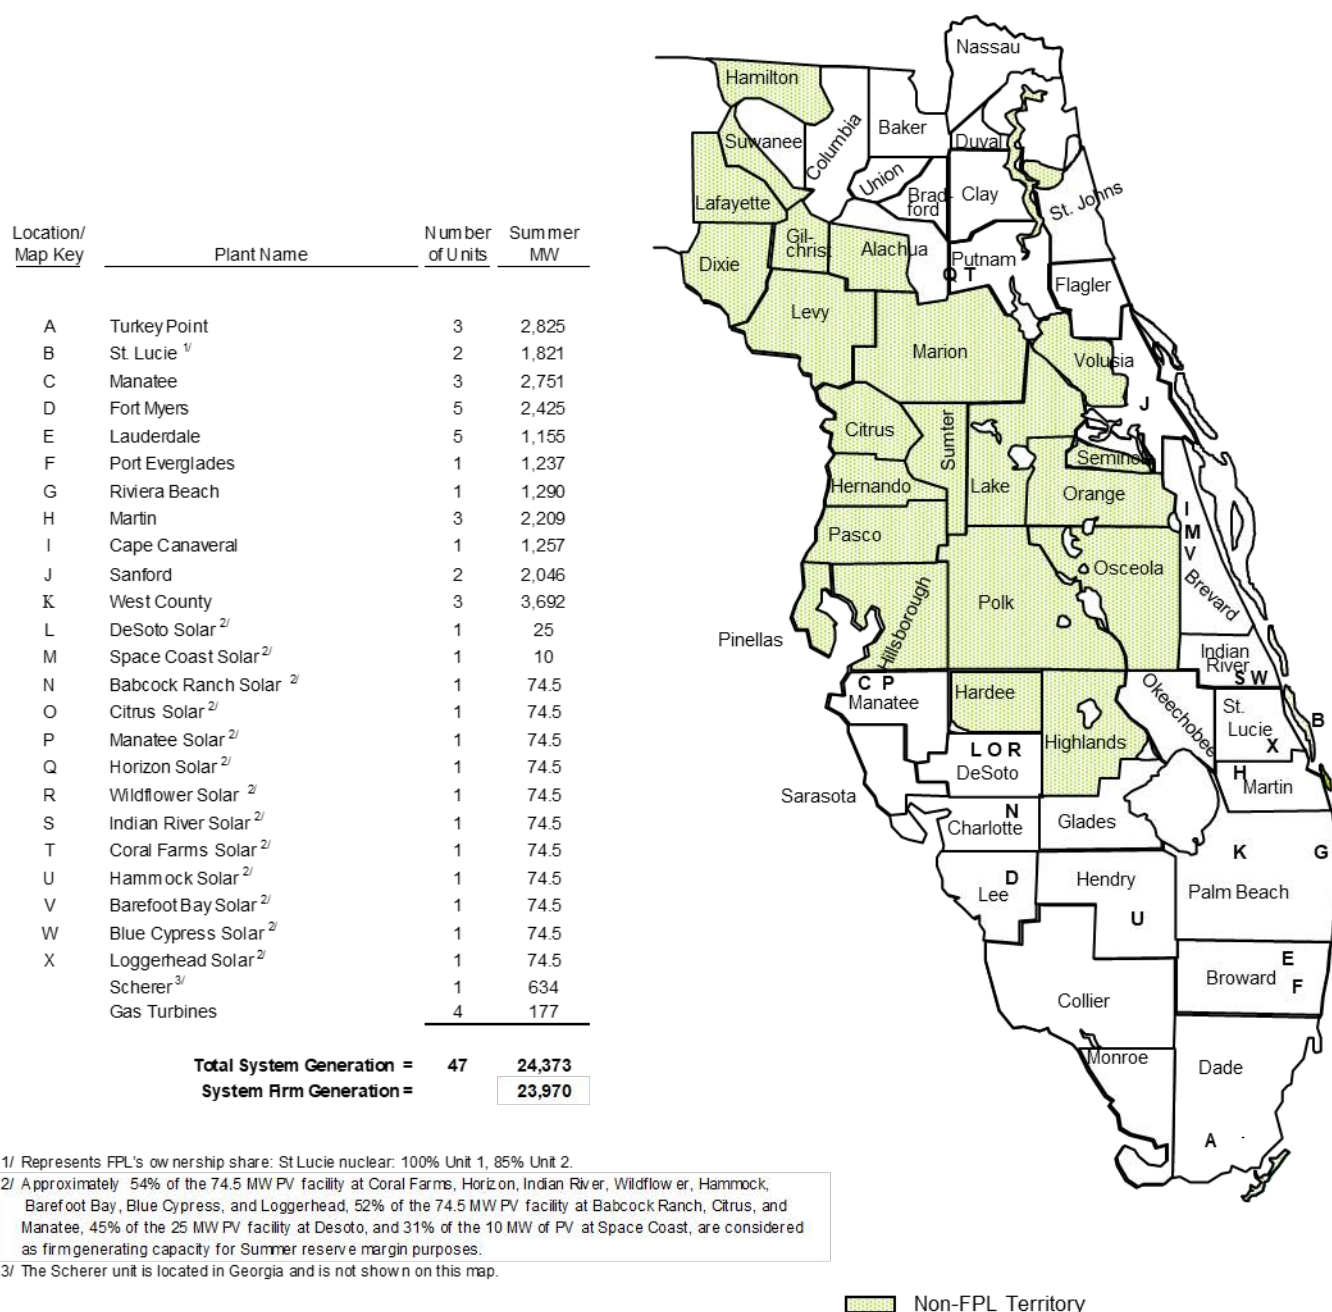 Location/ Number Summer
Map Key Plant Name of Units MW
A Turkey Point 3 2,825
B St. Lucie 1/ 2 1,821
C Manatee 3 2,751
D Fort Myers 5 2,425
E Lauderdale 5 1,155
F Port Everglades 1 1,237
G Riviera Beach 1 1,290
H Martin 3 2,209
I Cape Canaveral 1 1,257
J Sanford 2 2,046
K West County 3 3,692
L DeSoto Solar 2/ 1 25
M Space Coast Solar 2/ 1 10
N Babcock Ranch Solar 2/ 1 74.5
O Citrus Solar 2/ 1 74.5
P Manatee Solar 2/ 1 74.5
Q Horizon Solar 2/ 1 74.5
R Wildflower Solar 2/ 1 74.5
S Indian River Solar 2/ 1 74.5
T Coral Farms Solar 2/ 1 74.5
U Hammock Solar 2/ 1 74.5
V Barefoot Bay Solar 2/ 1 74.5
W Blue Cypress Solar 2/ 1 74.5
X Loggerhead Solar 2/ 1 74.5
Scherer 3/ 1 634
Gas Turbines 4 177
Total System Generation = 47 24,373
System Firm Generation = 23,970
1/ Represents FPL's ownership share: St Lucie nuclear: 100% Unit 1, 85% Unit 2.
2/ Approximately 54% of the 74.5 MW PV facility at Coral Farms, Horizon, Indian River, Wildflower, Hammock,
Barefoot Bay, Blue Cypress, and Loggerhead, 52% of the 74.5 MW PV facility at Babcock Ranch, Citrus, and
Manatee, 45% of the 25 MW PV facility at Desoto, and 31% of the 10 MW of PV at Space Coast, are considered
as firm generating capacity for Summer reserve margin purposes.
3/ The Scherer unit is located in Georgia and is not shown on this map.
Nassau
Hamilton
Suwanee
Columbia
Baker
Duval
Union
Brad-
ford
Clay
St. Johns
Lafayette
Gil-
christ
Alachua
Putnam
Q T
Dixie
Flagler
Levy
Marion
Volusia
J
Citrus
Sumter
Seminole
Hernando
Lake
Orange
I
M
V
Pasco
Osceola
Brevard
Polk
Hillsborough
Pinellas
Indian
River
S W
C P
Manatee
Hardee
Okeechobee
St.
Lucie
X
B
Highlands
L O R
DeSoto
H
Martin
Sarasota
N
Charlotte
Glades
K
G
D
Lee
Hendry
Palm Beach
U
E
Broward
F
Collier
Monroe
Dade
A
Non-FPL Territory